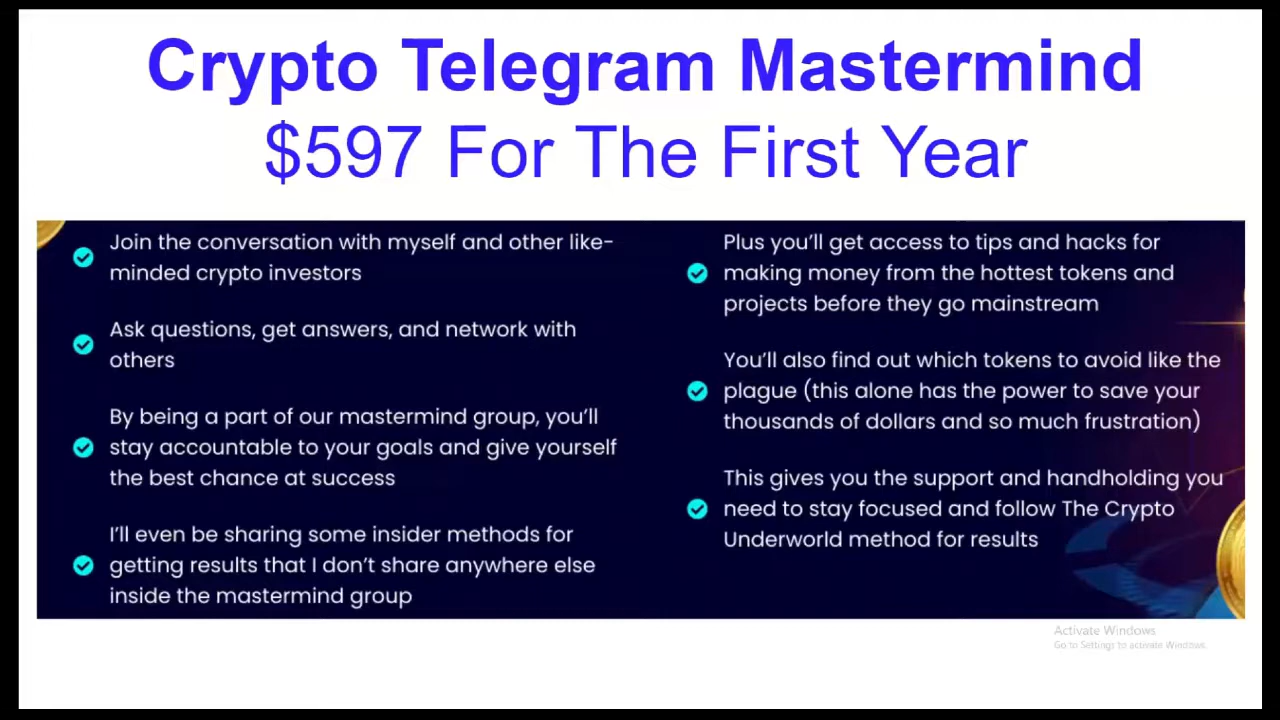 Crypto Telegram Mastermind
$597 For The First Year
Join the conversation with myself and other like-
minded crypto investors
Ask questions, get answers, and network with
others
By being a part of our mastermind group, you'll
stay accountable to your goals and give yourself
the best chance at success
I'll even be sharing some insider methods for
getting results that I don't share anywhere else
inside the mastermind group
Plus you'll get access to tips and hacks for
making money from the hottest tokens and
projects before they go mainstream
You'll also find out which tokens to avoid like the
plague (this alone has the power to save your
thousands of dollars and so much frustration)
This gives you the support and handholding you
need to stay focused and follow The Crypto
Underworld method for results
Activate Windows
Go to Settings to activate Windows.